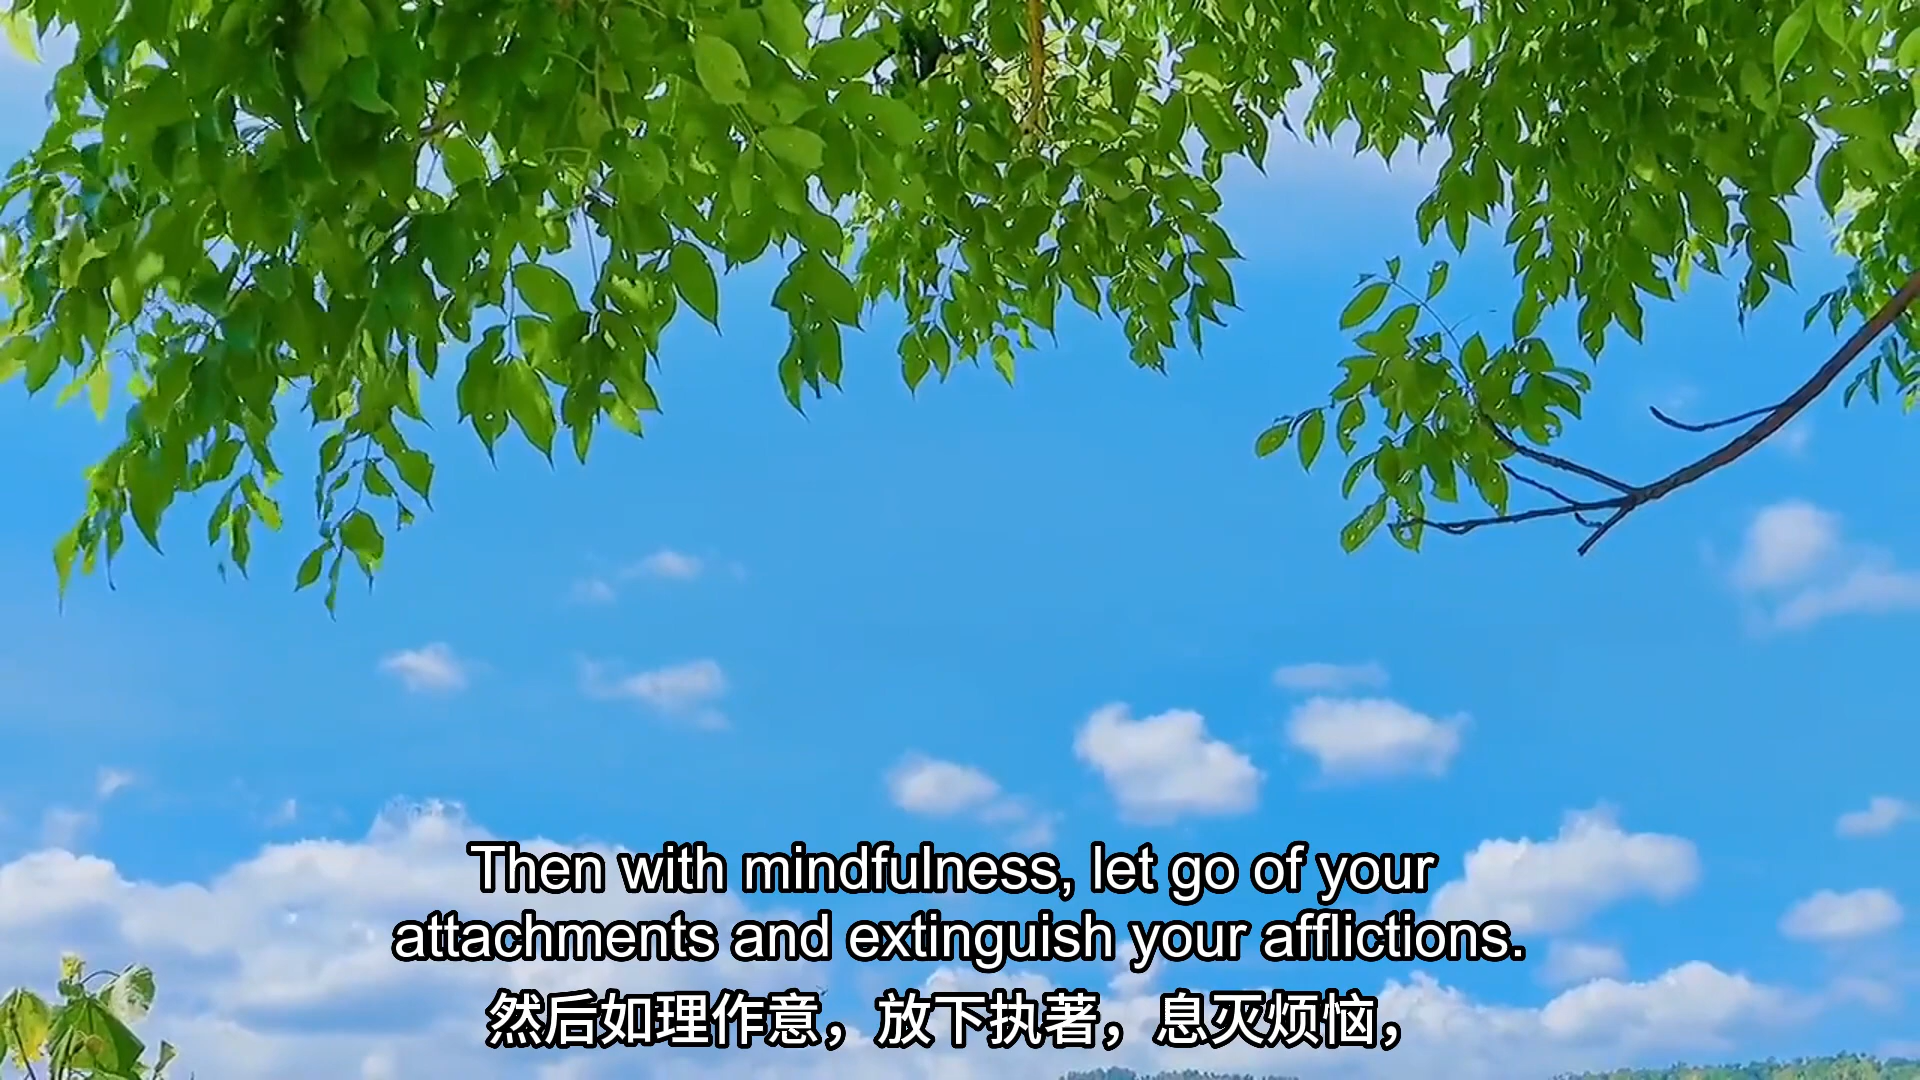 Then with mindfulness, let go of your
attachments and extinguish your afflictions.
然后如理作意，放下执著，息灭烦恼，